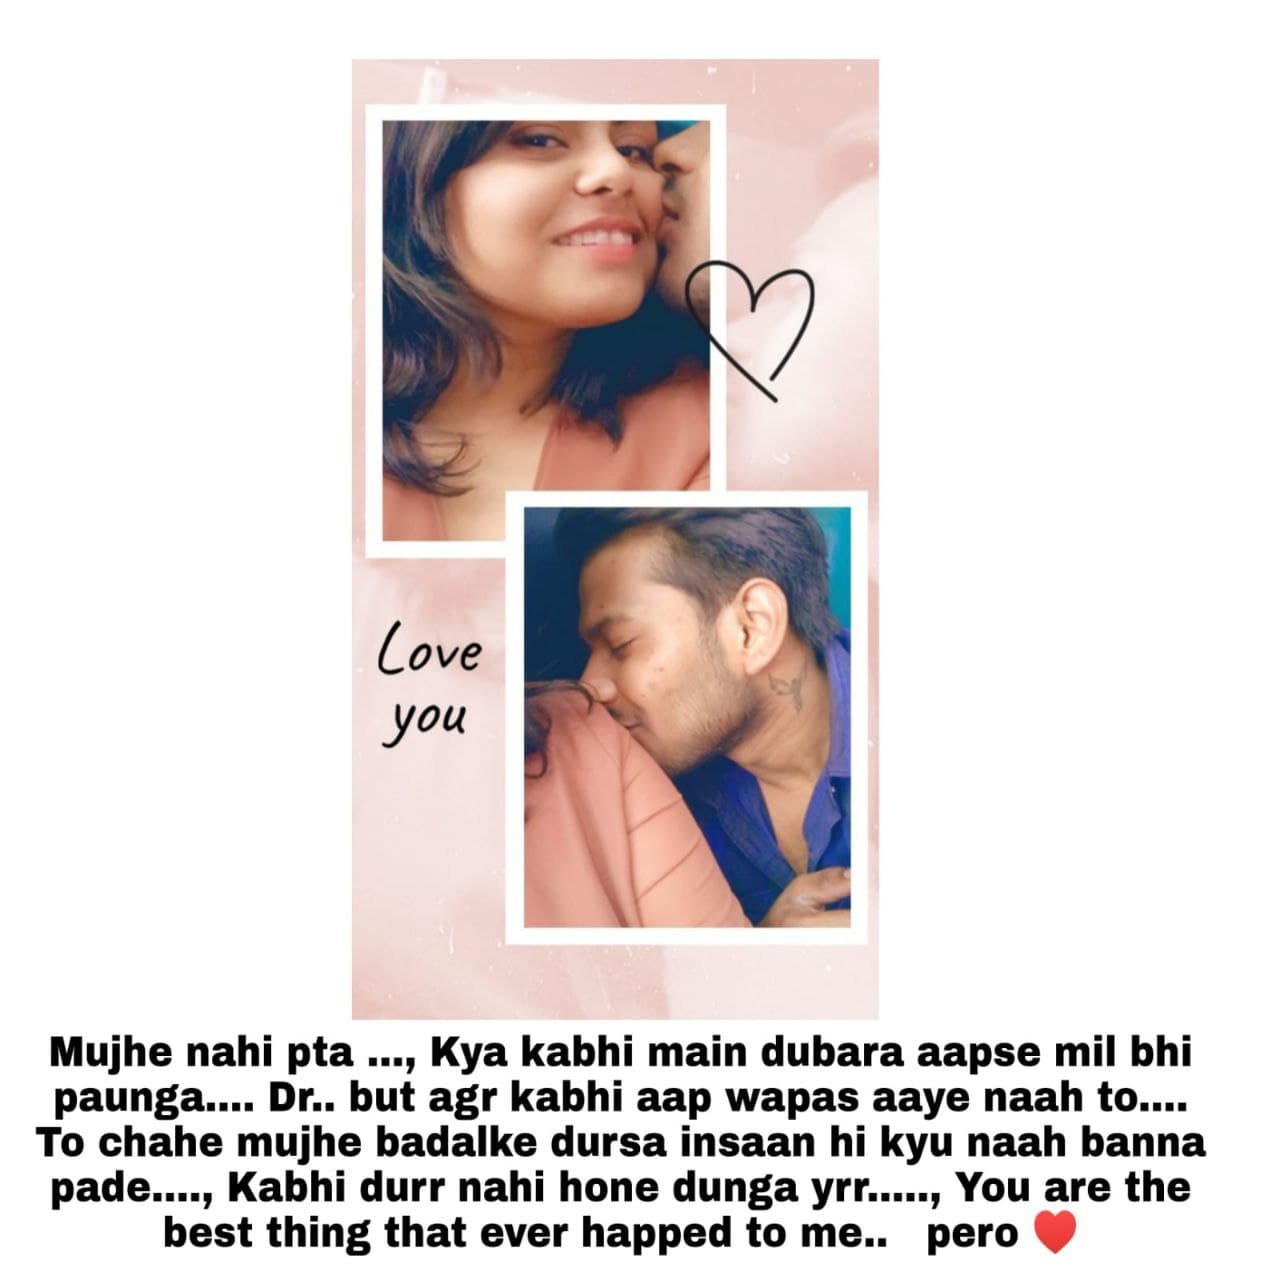 Love
you
Mujhe nahi pta ..., Kya kabhi main dubara aapse mil bhi
paunga.... Dr.. but agr kabhi aap wapas aaye naah to....
To chahe mujhe badalke dursa insaan hi kyu naah banna
pade...., Kabhi durr nahi hone dunga yrr....., You are the
best thing that ever happed to me.. pero ♥️